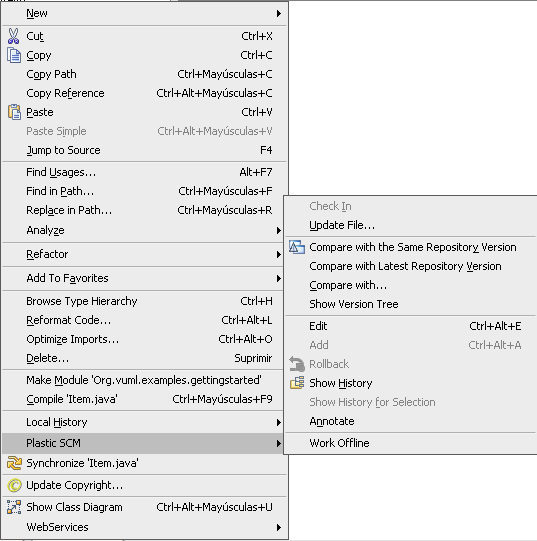 New
Cut Ctrl+X
Copy Ctrl+C
Copy Path Ctrl+Mayúsculas+C
Copy Reference Ctrl+Alt+Mayúsculas+C
Paste Ctrl+V
Paste Simple Ctrl+Alt+Mayúsculas+V
Jump to Source F4
Find Usages... Alt+F7
Find in Path... Ctrl+Mayúsculas+F
Replace in Path... Ctrl+Mayúsculas+R
Analyze
Refactor
Add To Favorites
Browse Type Hierarchy Ctrl+H
Reformat Code... Ctrl+Alt+L
Optimize Imports... Ctrl+Alt+O
Delete... Suprimir
Make Module 'Org.vuml.examples.gettingstarted'
Compile 'Item.java' Ctrl+Mayúsculas+F9
Local History
Plastic SCM
Synchronize 'Item.java'
Update Copyright...
Show Class Diagram Ctrl+Alt+Mayúsculas+U
WebServices
Check In
Update File...
Compare with the Same Repository Version
Compare with Latest Repository Version
Compare with...
Show Version Tree
Edit Ctrl+Alt+E
Add Ctrl+Alt+A
Rollback
Show History
Show History for Selection
Annotate
Work Offline